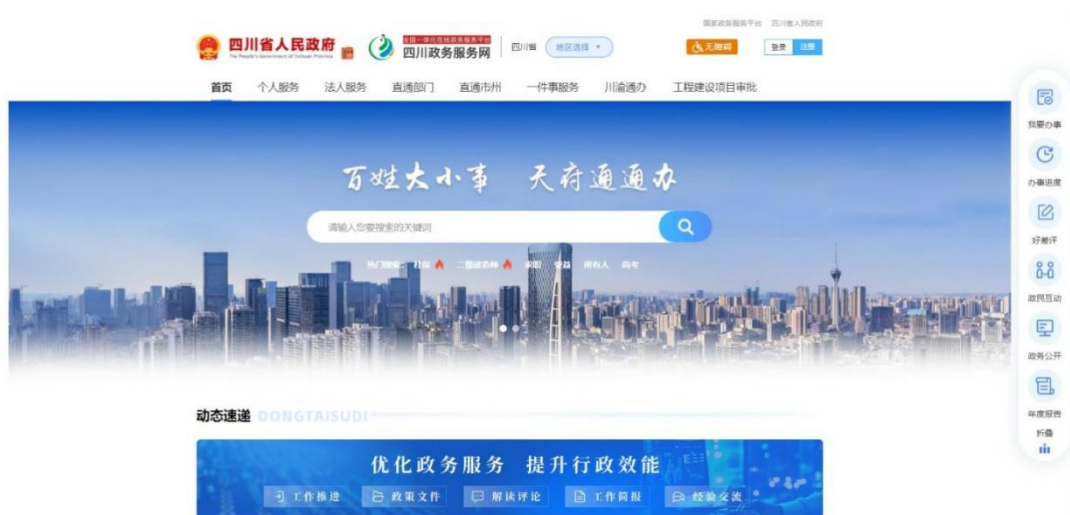 国家政务服务平台 四川省人民政府
四川省人民政府
The People's Government of Sichuan Province
全国一体化在线政务服务平台
四川政务服务网
四川省 地区选择
无障碍
登录 注册
首页 个人服务 法人服务 直通部门 直通市州 一件事服务 川渝通办 工程建设项目审批
百姓大小事 天府通通办
请输入您要搜索的关键词
热门搜索: 社保 二级建造师 求职 受益 所有人 高考
我要办事
办事进度
好差评
政民互动
政务公开
年度报告
折叠
动态速递 DONGTAISUDI
优化政务服务 提升行政效能
工作推进 政策文件 解读评论 工作简报 经验交流